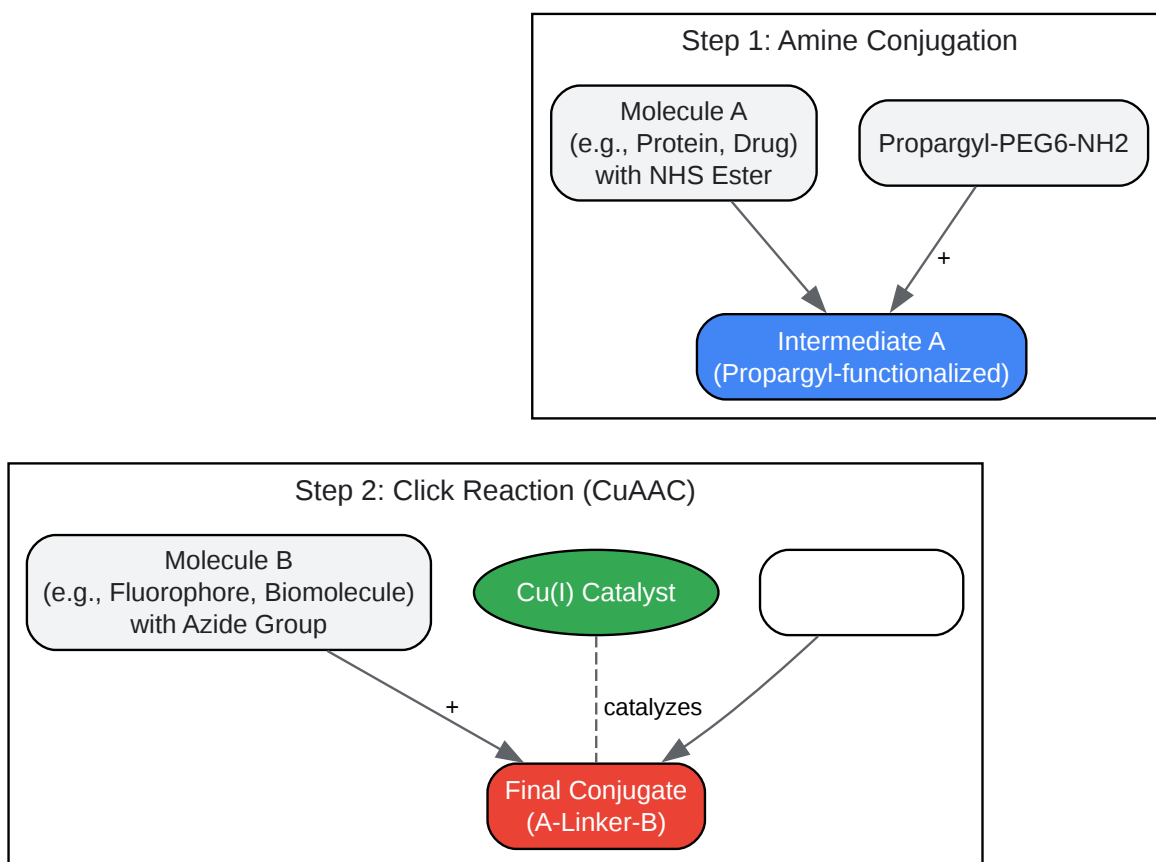 Step 1: Amine Conjugation
Molecule A
(e.g., Protein, Drug)
with NHS Ester
Propargyl-PEG6-NH2
+
Intermediate A
(Propargyl-functionalized)
Step 2: Click Reaction (CuAAC)
Molecule B
(e.g., Fluorophore, Biomolecule)
with Azide Group
Cu(I) Catalyst
+
catalyzes
Final Conjugate
(A-Linker-B)